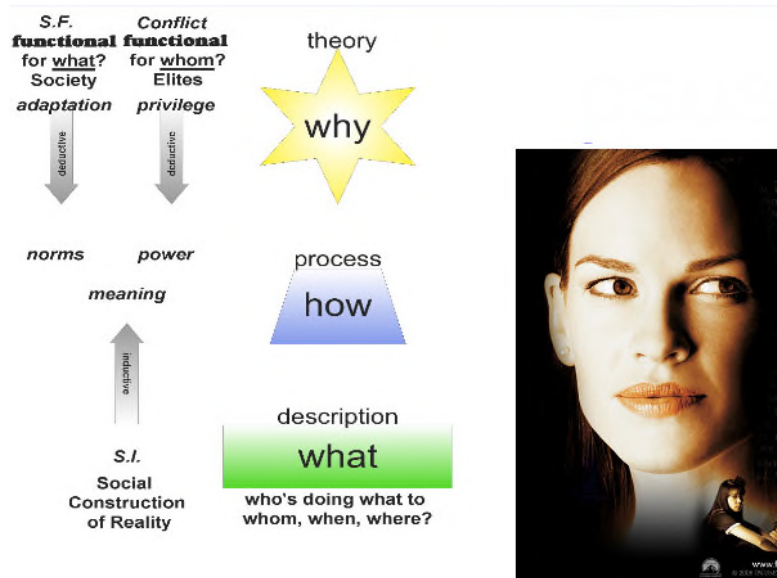 S.F.
functional
for what?
Society
adaptation
deductive
Conflict
functional
for whom?
Elites
privilege
deductive
theory
why
norms
power
meaning
process
how
inductive
S.I.
Social
Construction
of Reality
description
what
who's doing what to
whom, when, where?
www.